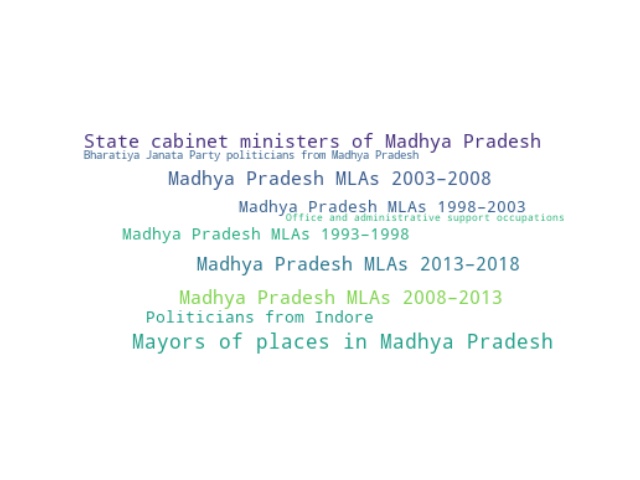 State cabinet ministers of Madhya Pradesh
Bharatiya Janata Party politicians from Madhya Pradesh
Madhya Pradesh MLAs 2003–2008
Madhya Pradesh MLAs 1998–2003
Office and administrative support occupations
Madhya Pradesh MLAs 1993–1998
Madhya Pradesh MLAs 2013–2018
Madhya Pradesh MLAs 2008–2013
Politicians from Indore
Mayors of places in Madhya Pradesh